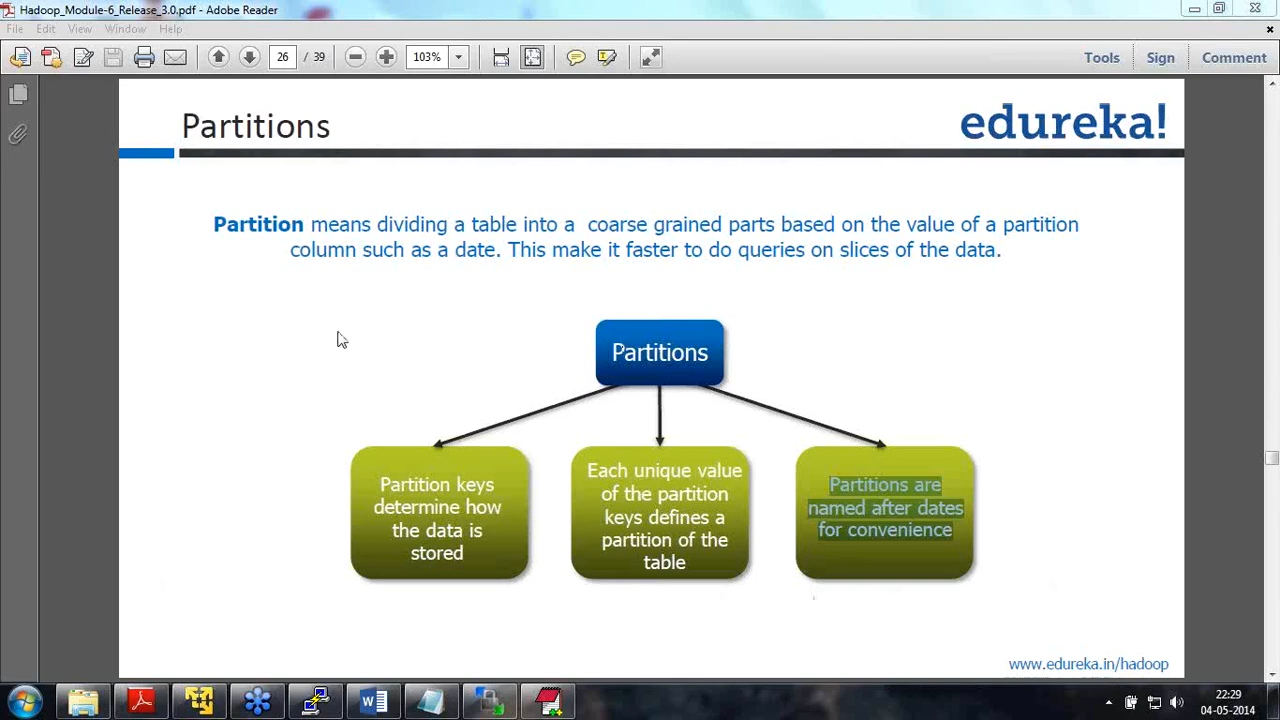 Hadoop_Module-6_Release_3.0.pdf - Adobe Reader
File Edit View Window Help
26 / 39 103% Tools Sign Comment
Partitions
edureka!
Partition means dividing a table into a coarse grained parts based on the value of a partition
column such as a date. This make it faster to do queries on slices of the data.
Partitions
Partition keys
determine how
the data is
stored
Each unique value
of the partition
keys defines a
partition of the
table
Partitions are
named after dates
for convenience
www.edureka.in/hadoop
22:29
04-05-2014